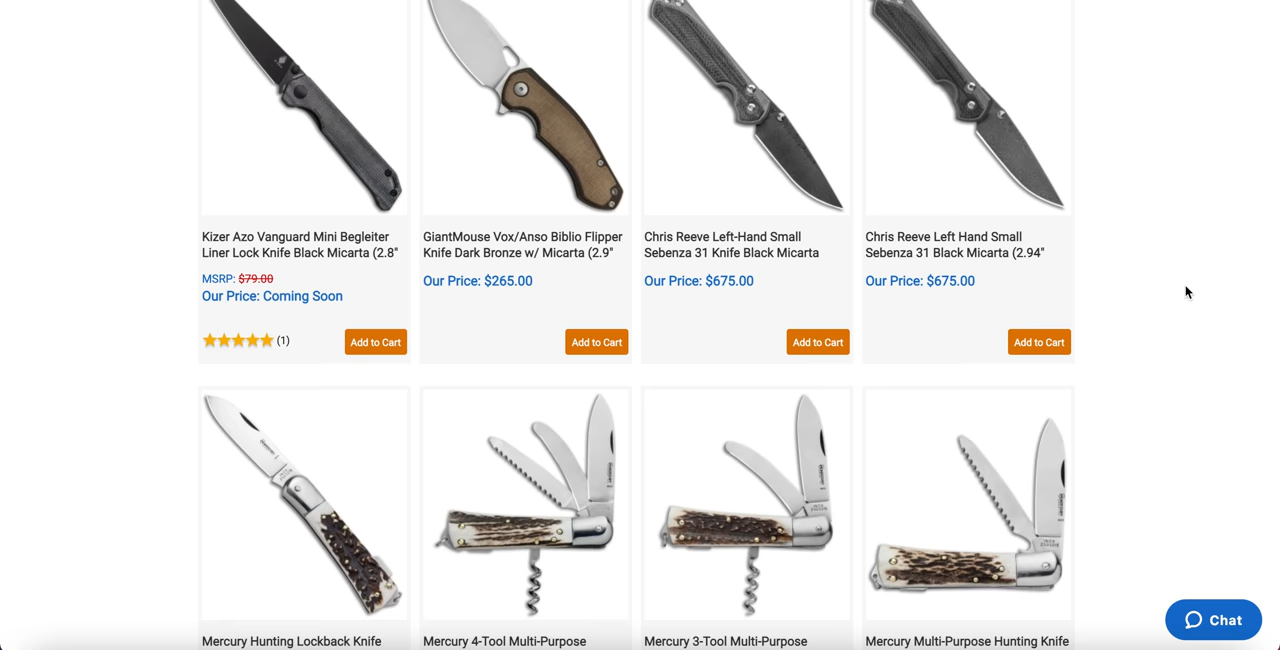 Kizer Azo Vanguard Mini Begleiter
Liner Lock Knife Black Micarta (2.8"
MSRP: $79.00
Our Price: Coming Soon
(1)
Add to Cart
GiantMouse Vox/Anso Biblio Flipper
Knife Dark Bronze w/ Micarta (2.9"
Our Price: $265.00
Add to Cart
Chris Reeve Left-Hand Small
Sebenza 31 Knife Black Micarta
Our Price: $675.00
Add to Cart
Chris Reeve Left Hand Small
Sebenza 31 Black Micarta (2.94"
Our Price: $675.00
Add to Cart
Mercury Hunting Lockback Knife
Mercury 4-Tool Multi-Purpose
Mercury 3-Tool Multi-Purpose
Mercury Multi-Purpose Hunting Knife
Chat